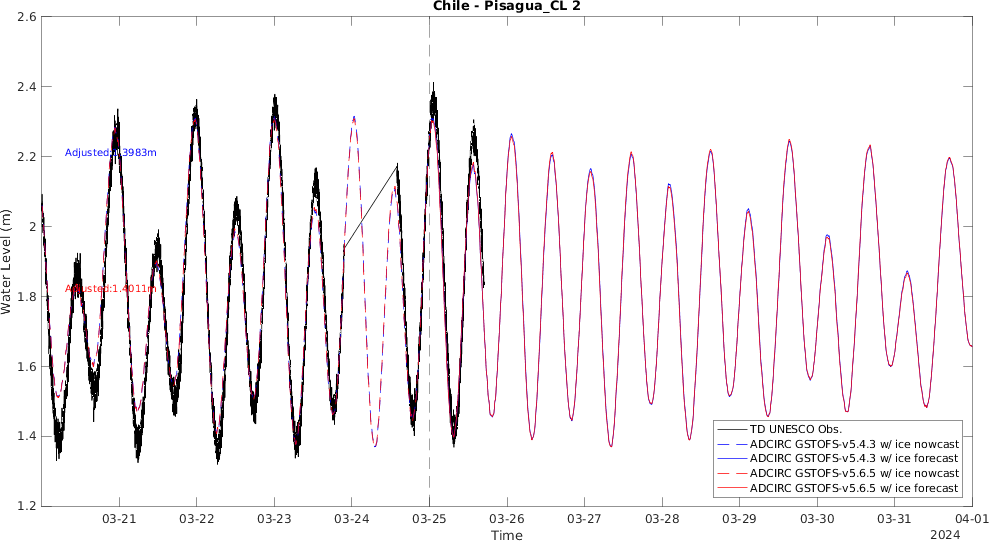 Chile - Pisagua_CL 2
2.6
2.4
2.2
2
1.8
1.6
1.4
1.2
Water Level (m)
Adjusted: 3983m
Adjusted:1.4011m
TD UNESCO Obs.
ADCIRC GSTOFS-v5.4.3 w/ ice nowcast
ADCIRC GSTOFS-v5.4.3 w/ ice forecast
ADCIRC GSTOFS-v5.6.5 w/ ice nowcast
ADCIRC GSTOFS-v5.6.5 w/ ice forecast
03-21 03-22 03-23 03-24 03-25 03-26 03-27 03-28 03-29 03-30 03-31 04-01
Time
2024